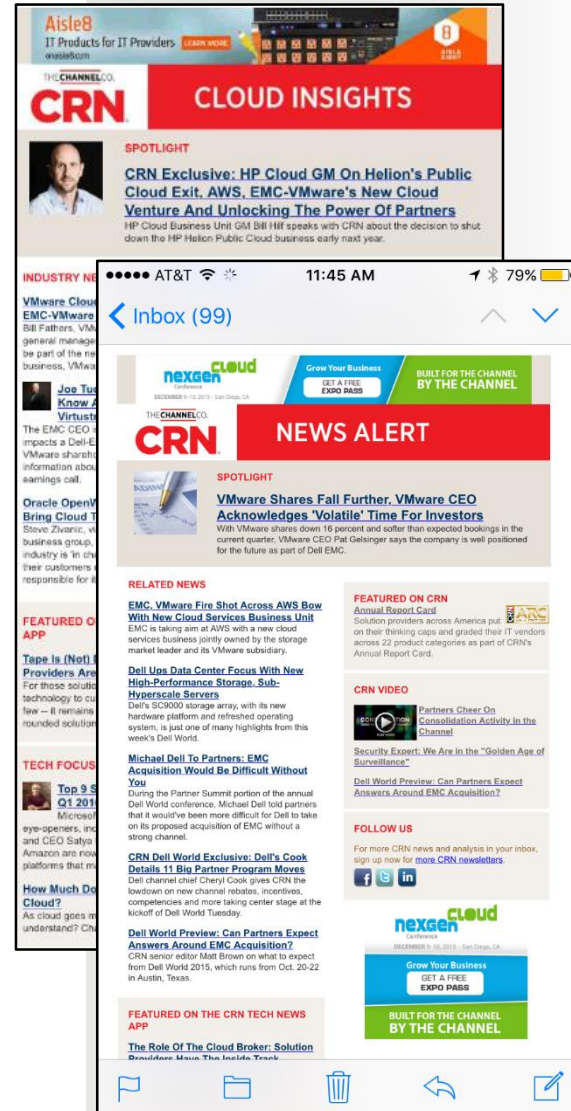 Aisle8
IT Products for IT Providers LEARN MORE
onaisle8.com
8
THE CHANNEL CO.
CRN
CLOUD INSIGHTS
SPOTLIGHT
CRN Exclusive: HP Cloud GM On Helion's Public
Cloud Exit, AWS, EMC-VMware's New Cloud
Venture And Unlocking The Power Of Partners
HP Cloud Business Unit GM Bill Hilf speaks with CRN about the decision to shut
down the HP Helion Public Cloud business early next year.
INDUSTRY
VMware
EMC-VMware
Bill Fathers,
general
be part of the
business,
Joe
Know
The EMC CEO
impacts a
VMware
information
earnings call.
Oracle
Bring Cloud
Steve Zivanic,
business group,
industry is 'in
their customers
responsible for
FEATURED
APP
Tape Is (Not)
Providers Are
For those
technology to
few -- it remains
rounded
TECH FOCUS
Top 9
Q1
eye-openers,
and CEO Satya
Amazon are now
platforms that
How Much
Cloud?
As cloud goes
understand?
AT&T 11:45 AM 79%
Inbox (99)
nexgen cloud
Conference
DECEMBER 9-10, 2015 - San Diego, CA
Grow Your Business
GET A FREE
EXPO PASS
BUILT FOR THE CHANNEL
BY THE CHANNEL
THE CHANNEL CO.
CRN
NEWS ALERT
SPOTLIGHT
VMware Shares Fall Further, VMware CEO
Acknowledges 'Volatile' Time For Investors
With VMware shares down 16 percent and softer than expected bookings in the
current quarter, VMware CEO Pat Gelsinger says the company is well positioned
for the future as part of Dell EMC.
RELATED NEWS
EMC, VMware Fire Shot Across AWS Bow
With New Cloud Services Business Unit
EMC is taking aim at AWS with a new cloud
services business jointly owned by the storage
market leader and its VMware subsidiary.
Dell Ups Data Center Focus With New
High-Performance Storage, Sub-
Hyperscale Servers
Dell's SC9000 storage array, with its new
hardware platform and refreshed operating
system, is just one of many highlights from this
week's Dell World.
Michael Dell To Partners: EMC
Acquisition Would Be Difficult Without
You
During the Partner Summit portion of the annual
Dell World conference, Michael Dell told partners
that it would've been more difficult for Dell to take
on its proposed acquisition of EMC without a
strong channel.
CRN Dell World Exclusive: Dell's Cook
Details 11 Big Partner Program Moves
Dell channel chief Cheryl Cook gives CRN the
lowdown on new channel rebates, incentives,
competencies and more taking center stage at the
kickoff of Dell World Tuesday.
Dell World Preview: Can Partners Expect
Answers Around EMC Acquisition?
CRN senior editor Matt Brown on what to expect
from Dell World 2015, which runs from Oct. 20-22
in Austin, Texas.
FEATURED ON THE CRN TECH NEWS
APP
The Role Of The Cloud Broker: Solution
Providers Have The Inside Track
FEATURED ON CRN
Annual Report Card
ARC
Solution providers across America put
on their thinking caps and graded their IT vendors
across 22 product categories as part of CRN's
Annual Report Card.
CRN VIDEO
Partners Cheer On
Consolidation Activity in the
Channel
Security Expert: We Are in the "Golden Age of
Surveillance"
Dell World Preview: Can Partners Expect
Answers Around EMC Acquisition?
FOLLOW US
For more CRN news and analysis in your inbox,
sign up now for more CRN newsletters.
nexgen cloud
Conference
DECEMBER 9-10, 2015 - San Diego, CA
Grow Your Business
GET A FREE
EXPO PASS
BUILT FOR THE CHANNEL
BY THE CHANNEL